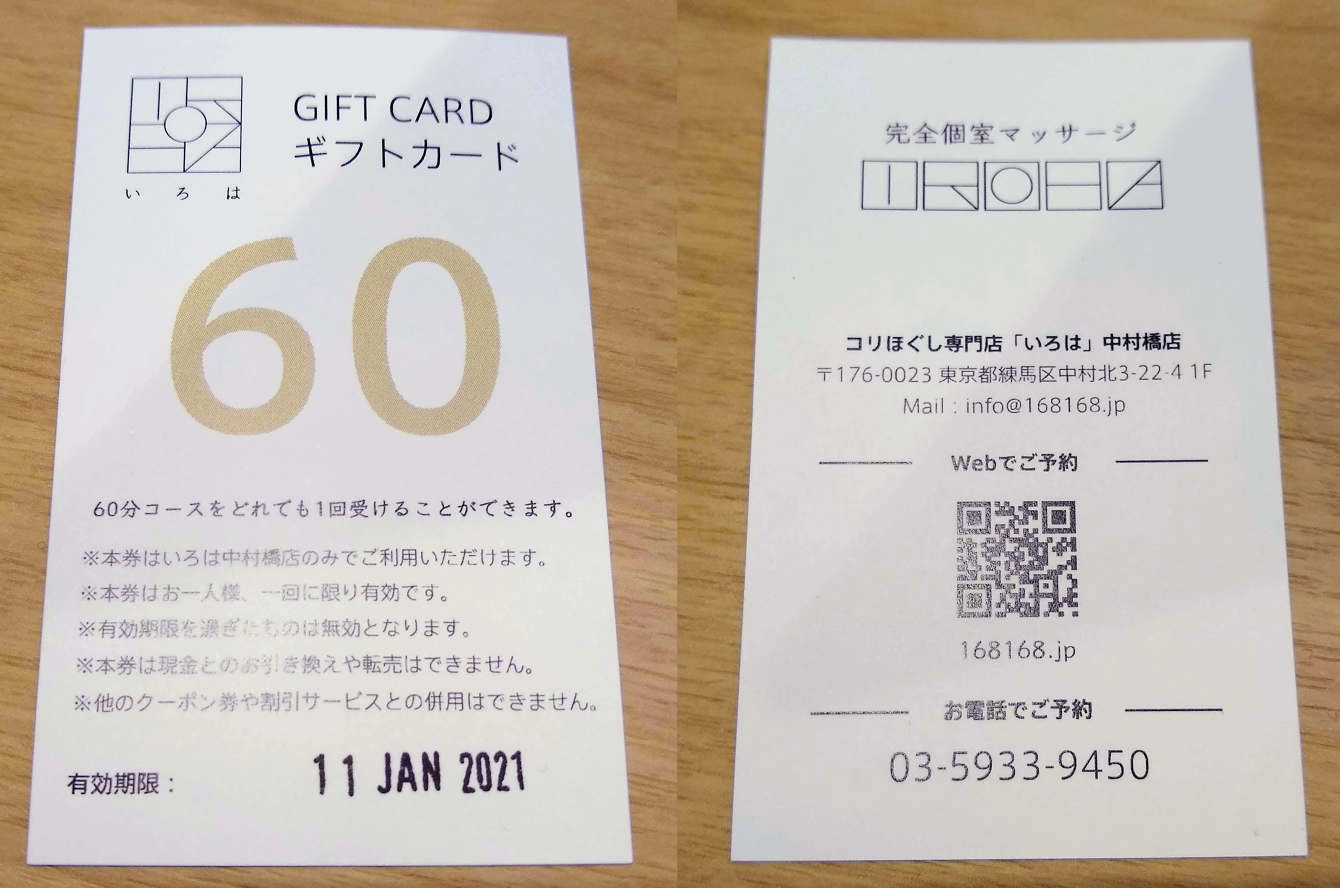 GIFT CARD
ギフトカード
いろは
60
60分コースをどれでも1回受けることができます。
※本券はいろは中村橋店のみでご利用いただけます。
※本券はお一人様、一回に限り有効です。
※有効期限を過ぎたものは無効となります。
※本券は現金とのお引き換えや転売はできません。
※他のクーポン券や割引サービスとの併用はできません。
有効期限：
11 JAN 2021
完全個室マッサージ
IROHA
コリほぐし専門店「いろは」中村橋店
〒176-0023 東京都練馬区中村北3-22-4 1F
Mail : info@168168.jp
Webでご予約
168168.jp
お電話でご予約
03-5933-9450